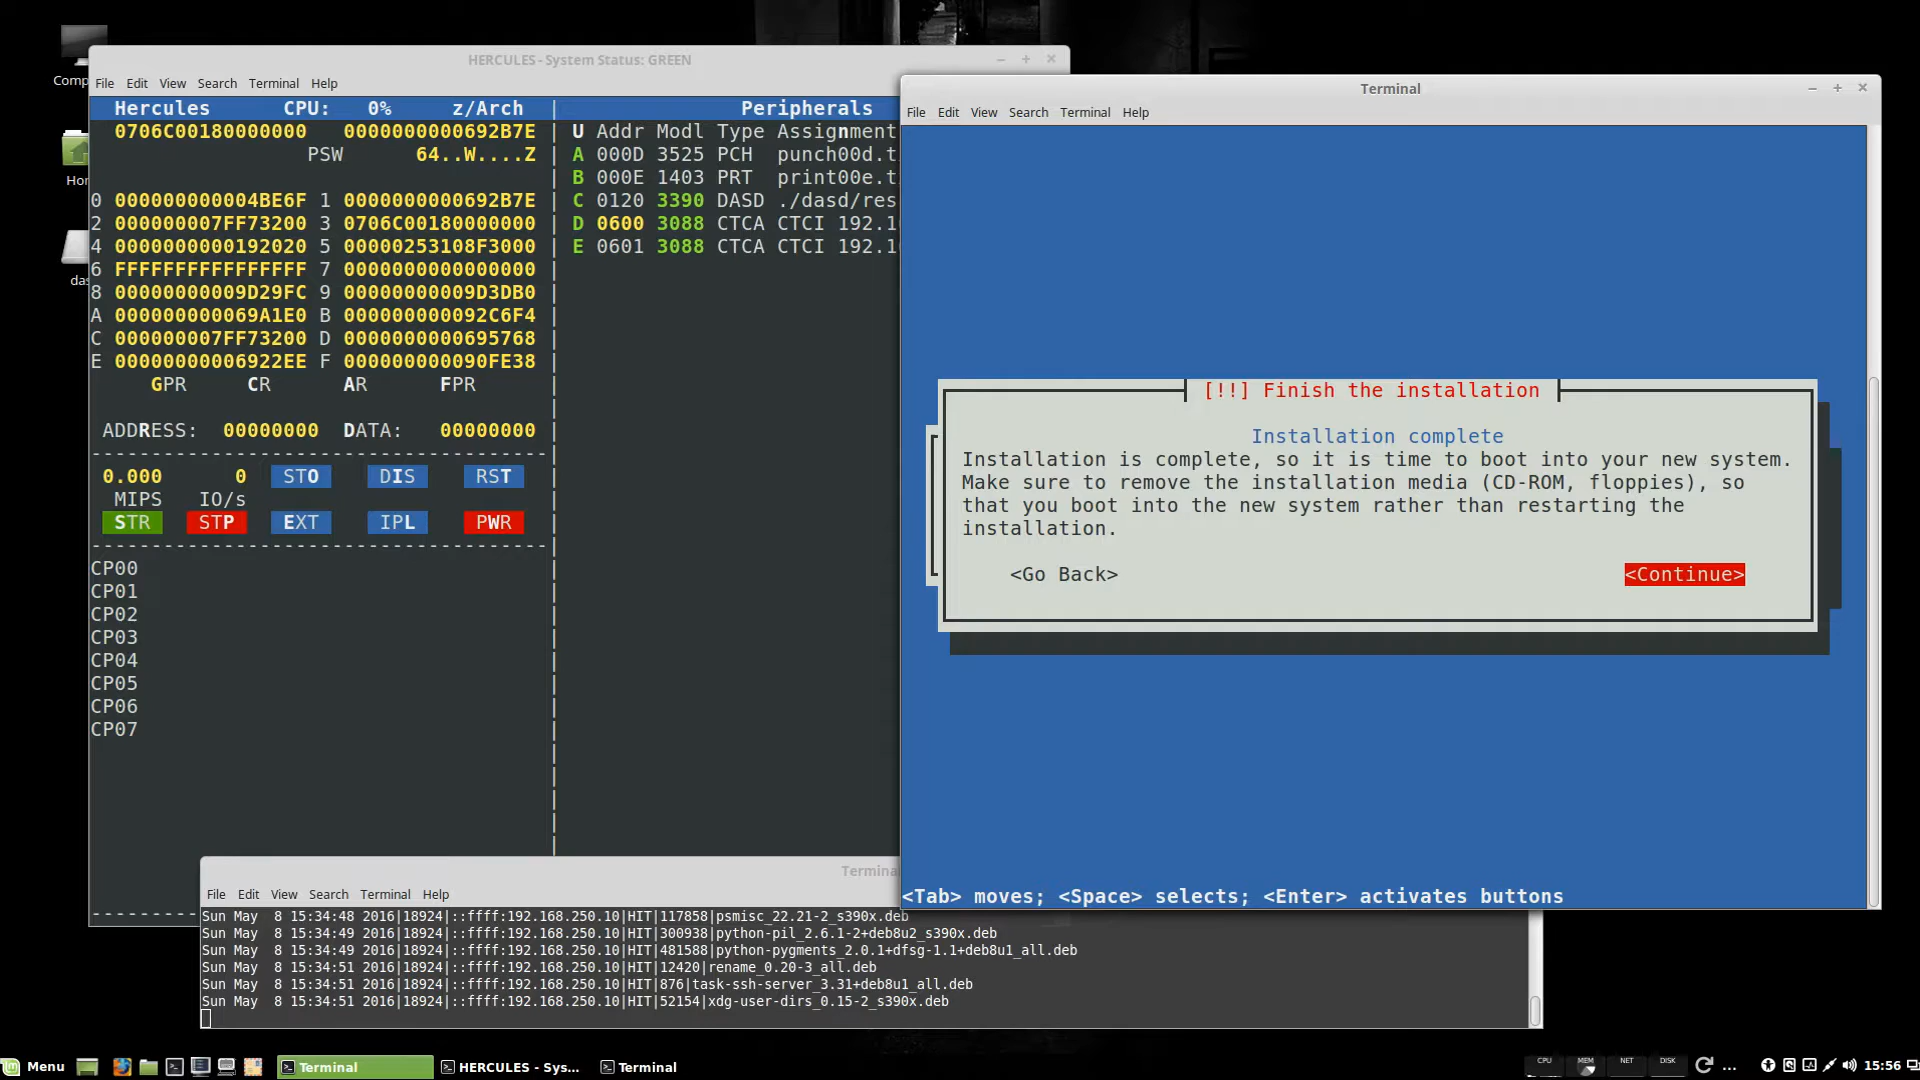 Comp
Hor
das
HERCULES - System Status: GREEN
File Edit View Search Terminal Help
Hercules CPU: 0% z/Arch | Peripherals
0706C00180000000 0000000000692B7E | U Addr Modl Type Assignment
PSW 64..W....Z | A 000D 3525 PCH punch00d.t
| B 000E 1403 PRT print00e.t
0 000000000004BE6F 1 0000000000692B7E | C 0120 3390 DASD ./dasd/res
2 000000007FF73200 3 0706C00180000000 | D 0600 3088 CTCA CTCI 192.1
4 0000000000192020 5 00000253108F3000 | E 0601 3088 CTCA CTCI 192.1
6 FFFFFFFFFFFFFFFF 7 0000000000000000
8 00000000009D29FC 9 00000000009D3DB0
A 000000000069A1E0 B 000000000092C6F4
C 000000007FF73200 D 0000000000695768
E 00000000006922EE F 000000000090FE38
GPR CR AR FPR
ADDRESS: 00000000 DATA: 00000000
0.000 0 STO DIS RST
MIPS IO/s
STR STP EXT IPL PWR
CP00
CP01
CP02
CP03
CP04
CP05
CP06
CP07
Terminal
File Edit View Search Terminal Help
[!!] Finish the installation
Installation complete
Installation is complete, so it is time to boot into your new system.
Make sure to remove the installation media (CD-ROM, floppies), so
that you boot into the new system rather than restarting the
installation.
<Go Back> <Continue>
<Tab> moves; <Space> selects; <Enter> activates buttons
Terminal
File Edit View Search Terminal Help
Sun May  8 15:34:48 2016|18924|::ffff:192.168.250.10|HIT|117858|psmisc_22.21-2_s390x.deb
Sun May  8 15:34:49 2016|18924|::ffff:192.168.250.10|HIT|300938|python-pil_2.6.1-2+deb8u2_s390x.deb
Sun May  8 15:34:49 2016|18924|::ffff:192.168.250.10|HIT|481588|python-pygments_2.0.1+dfsg-1.1+deb8u1_all.deb
Sun May  8 15:34:51 2016|18924|::ffff:192.168.250.10|HIT|12420|rename_0.20-3_all.deb
Sun May  8 15:34:51 2016|18924|::ffff:192.168.250.10|HIT|876|task-ssh-server_3.31+deb8u1_all.deb
Sun May  8 15:34:51 2016|18924|::ffff:192.168.250.10|HIT|52154|xdg-user-dirs_0.15-2_s390x.deb
Menu Terminal HERCULES - Sys... Terminal CPU MEM NET DISK ... 15:56